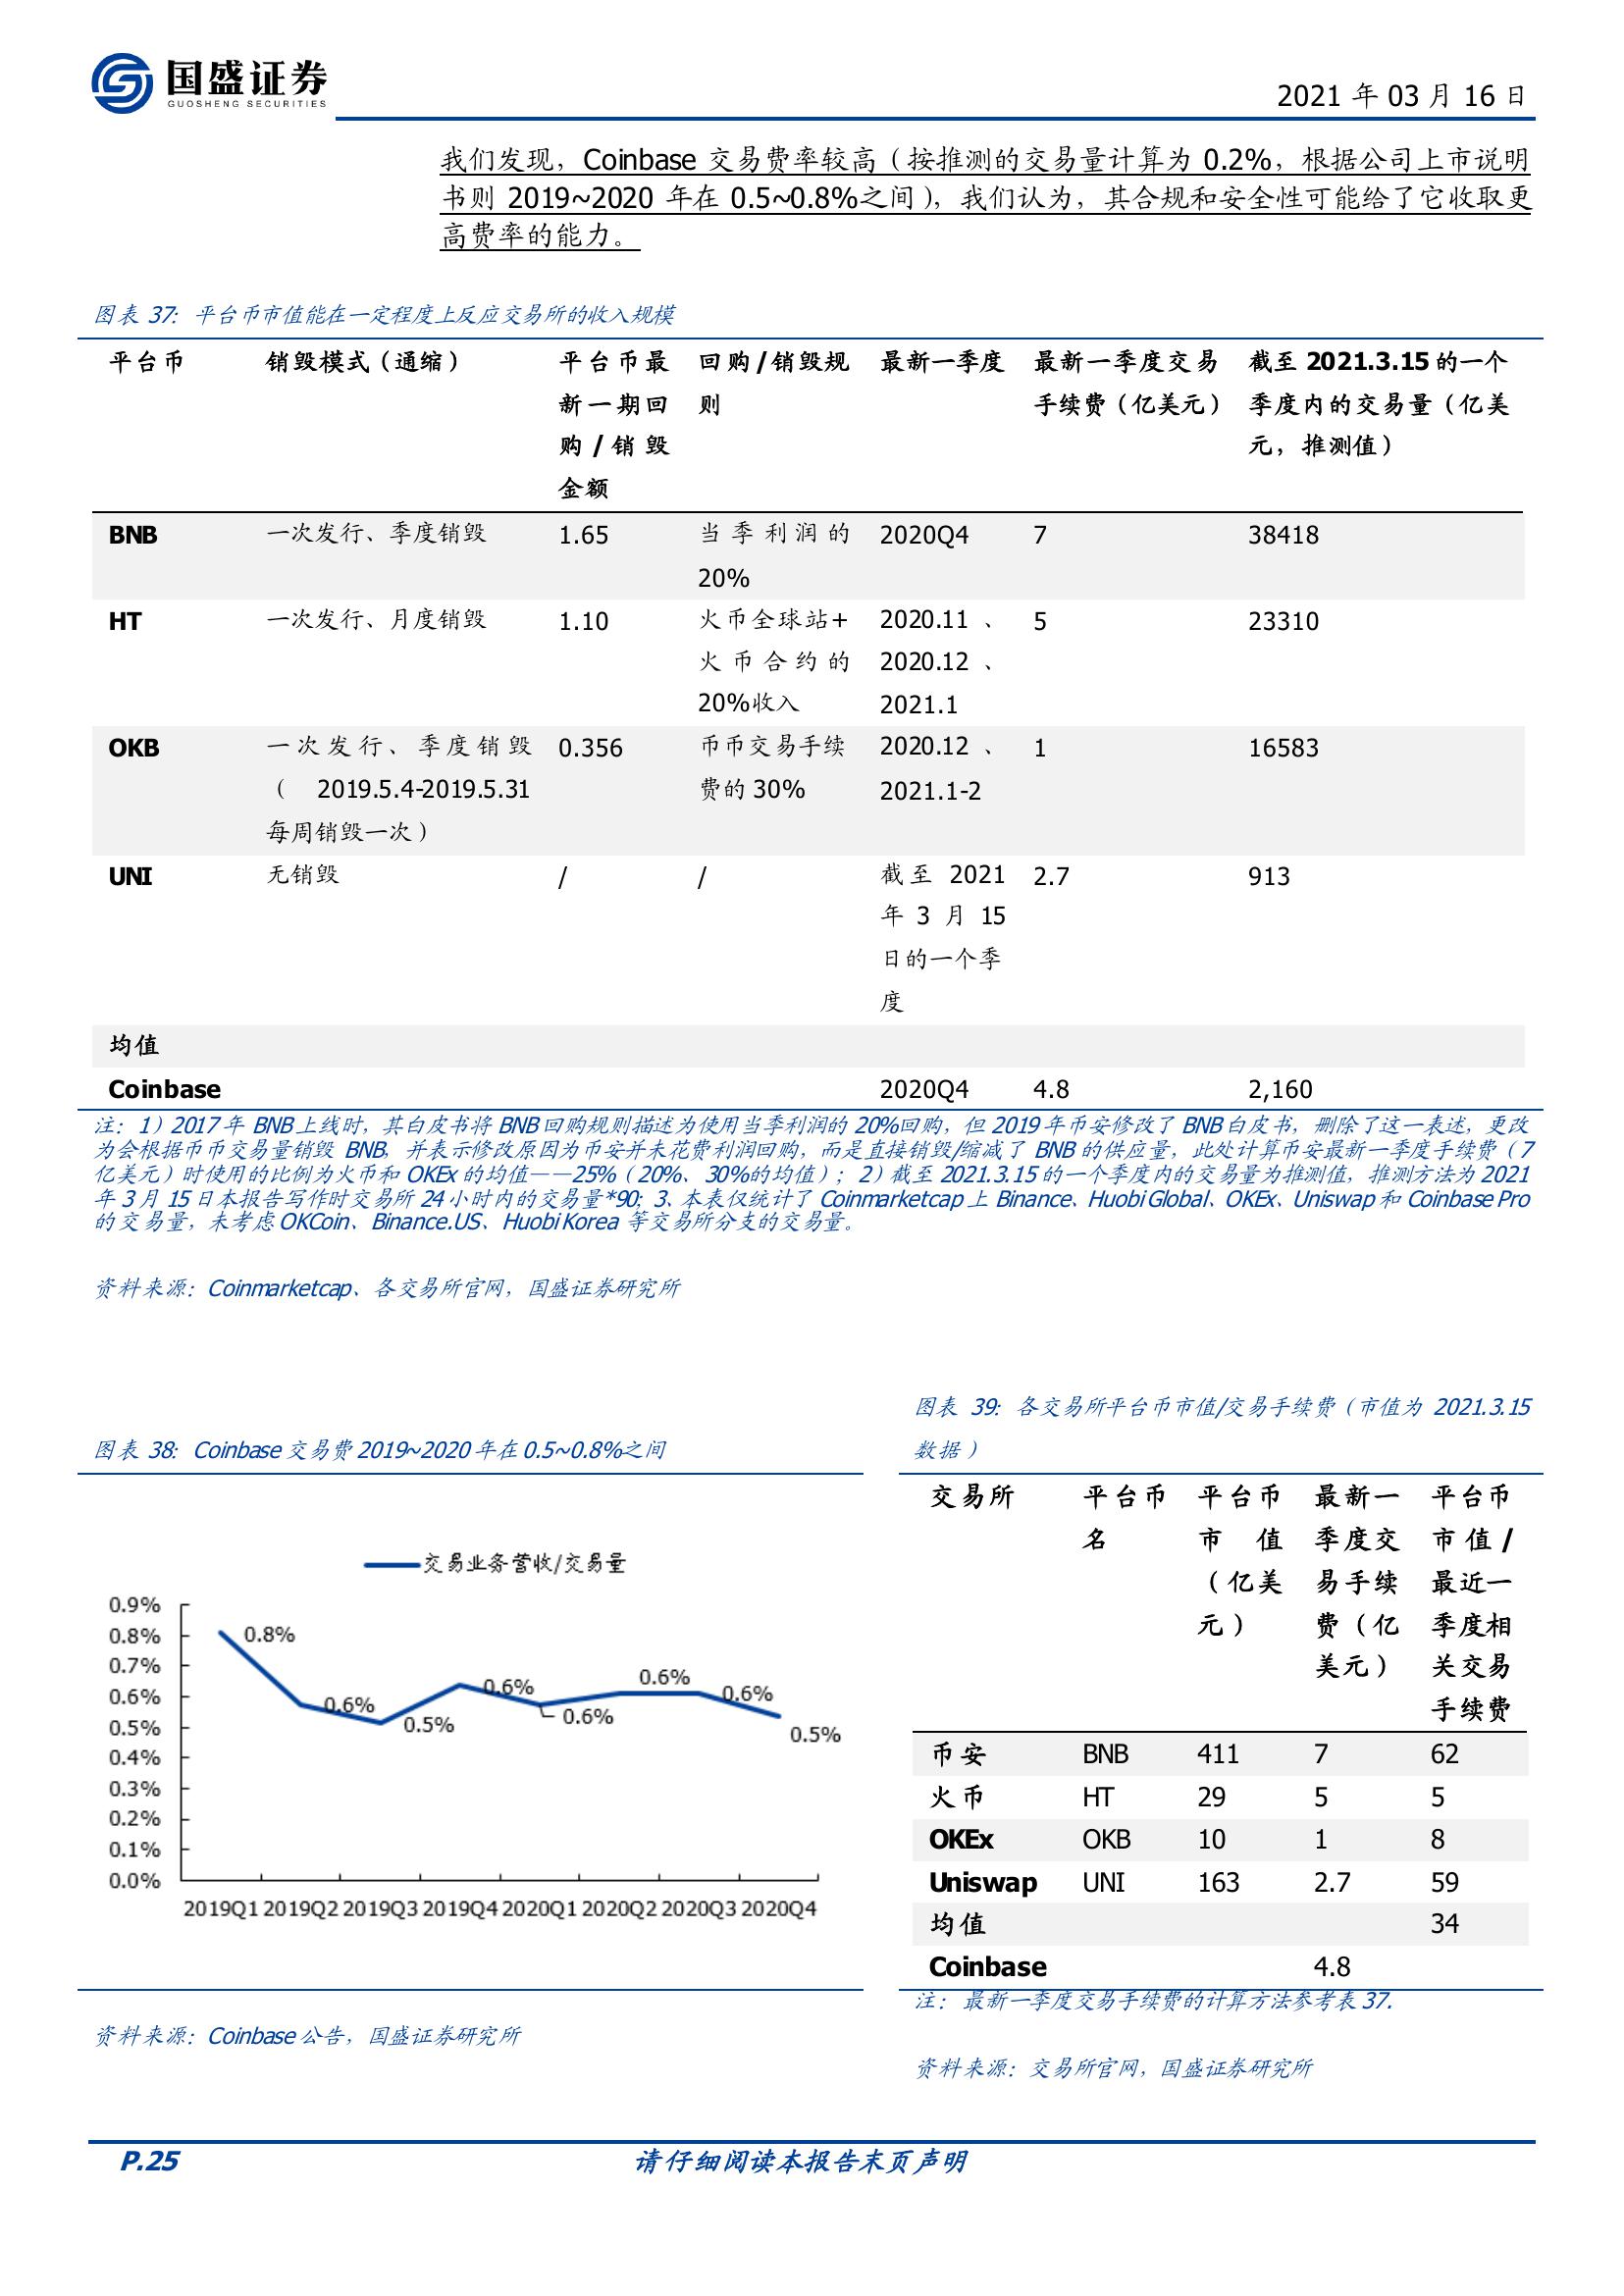 国盛证券
GUOSHENG SECURITIES
2021 年 03 月 16 日
我们发现，Coinbase 交易费率较高（按推测的交易量计算为 0.2%，根据公司上市说明
书则 2019~2020 年在 0.5~0.8%之间），我们认为，其合规和安全性可能给了它收取更
高费率的能力。
图表 37：平台币市值能在一定程度上反应交易所的收入规模
平台币 销毁模式（通缩） 平台币最 回购/销毁规 最新一季度 最新一季度交易 截至 2021.3.15 的一个
新一期回 则 手续费（亿美元） 季度内的交易量（亿美
购/销毁 元，推测值）
金额
BNB 一次发行、季度销毁 1.65 当季利润的 2020Q4 7 38418
20%
HT 一次发行、月度销毁 1.10 火币全球站+ 2020.11 、 5 23310
火币合约的 2020.12 、
20%收入 2021.1
OKB 一次发行、季度销毁 0.356 币币交易手续 2020.12 、 1 16583
（ 2019.5.4-2019.5.31 费的 30% 2021.1-2
每周销毁一次）
UNI 无销毁 / / 截至 2021 2.7 913
年 3 月 15
日的一个季
度
均值
Coinbase 2020Q4 4.8 2,160
注：1）2017 年 BNB 上线时，其白皮书将 BNB 回购规则描述为使用当季利润的 20%回购，但 2019 年币安修改了 BNB 白皮书，删除了这一表述，更改
为会根据币币交易量销毁 BNB，并表示修改原因为币安并未花费利润回购，而是直接销毁/缩减了 BNB 的供应量，此处计算币安最新一季度手续费（7
亿美元）时使用的比例为火币和 OKEx 的均值——25%（20%、30%的均值）；2）截至 2021.3.15 的一个季度内的交易量为推测值，推测方法为 2021
年 3 月 15 日本报告写作时交易所 24 小时内的交易量*90；3、本表仅统计了 Coinmarketcap 上 Binance、Huobi Global、OKEx、Uniswap 和 Coinbase Pro
的交易量，未考虑 OKCoin、Binance.US、Huobi Korea 等交易所分支的交易量。
资料来源：Coinmarketcap、各交易所官网，国盛证券研究所
图表 38：Coinbase 交易费 2019~2020 年在 0.5~0.8%之间
交易业务营收/交易量
0.9%
0.8%
0.7%
0.6%
0.5%
0.4%
0.3%
0.2%
0.1%
0.0%
0.8%
0.6%
0.5%
0.6%
0.6%
0.6%
0.6%
0.5%
2019Q1 2019Q2 2019Q3 2019Q4 2020Q1 2020Q2 2020Q3 2020Q4
资料来源：Coinbase 公告，国盛证券研究所
图表 39：各交易所平台币市值/交易手续费（市值为 2021.3.15
数据）
交易所 平台币 平台币 最新一 平台币
名 市 值 季度交 市值/
（亿美 易手续 最近一
元） 费（亿 季度相
美元） 关交易
手续费
币安 BNB 411 7 62
火币 HT 29 5 5
OKEx OKB 10 1 8
Uniswap UNI 163 2.7 59
均值 34
Coinbase 4.8
注： 最新一季度交易手续费的计算方法参考表 37.
资料来源：交易所官网，国盛证券研究所
P.25 请仔细阅读本报告末页声明